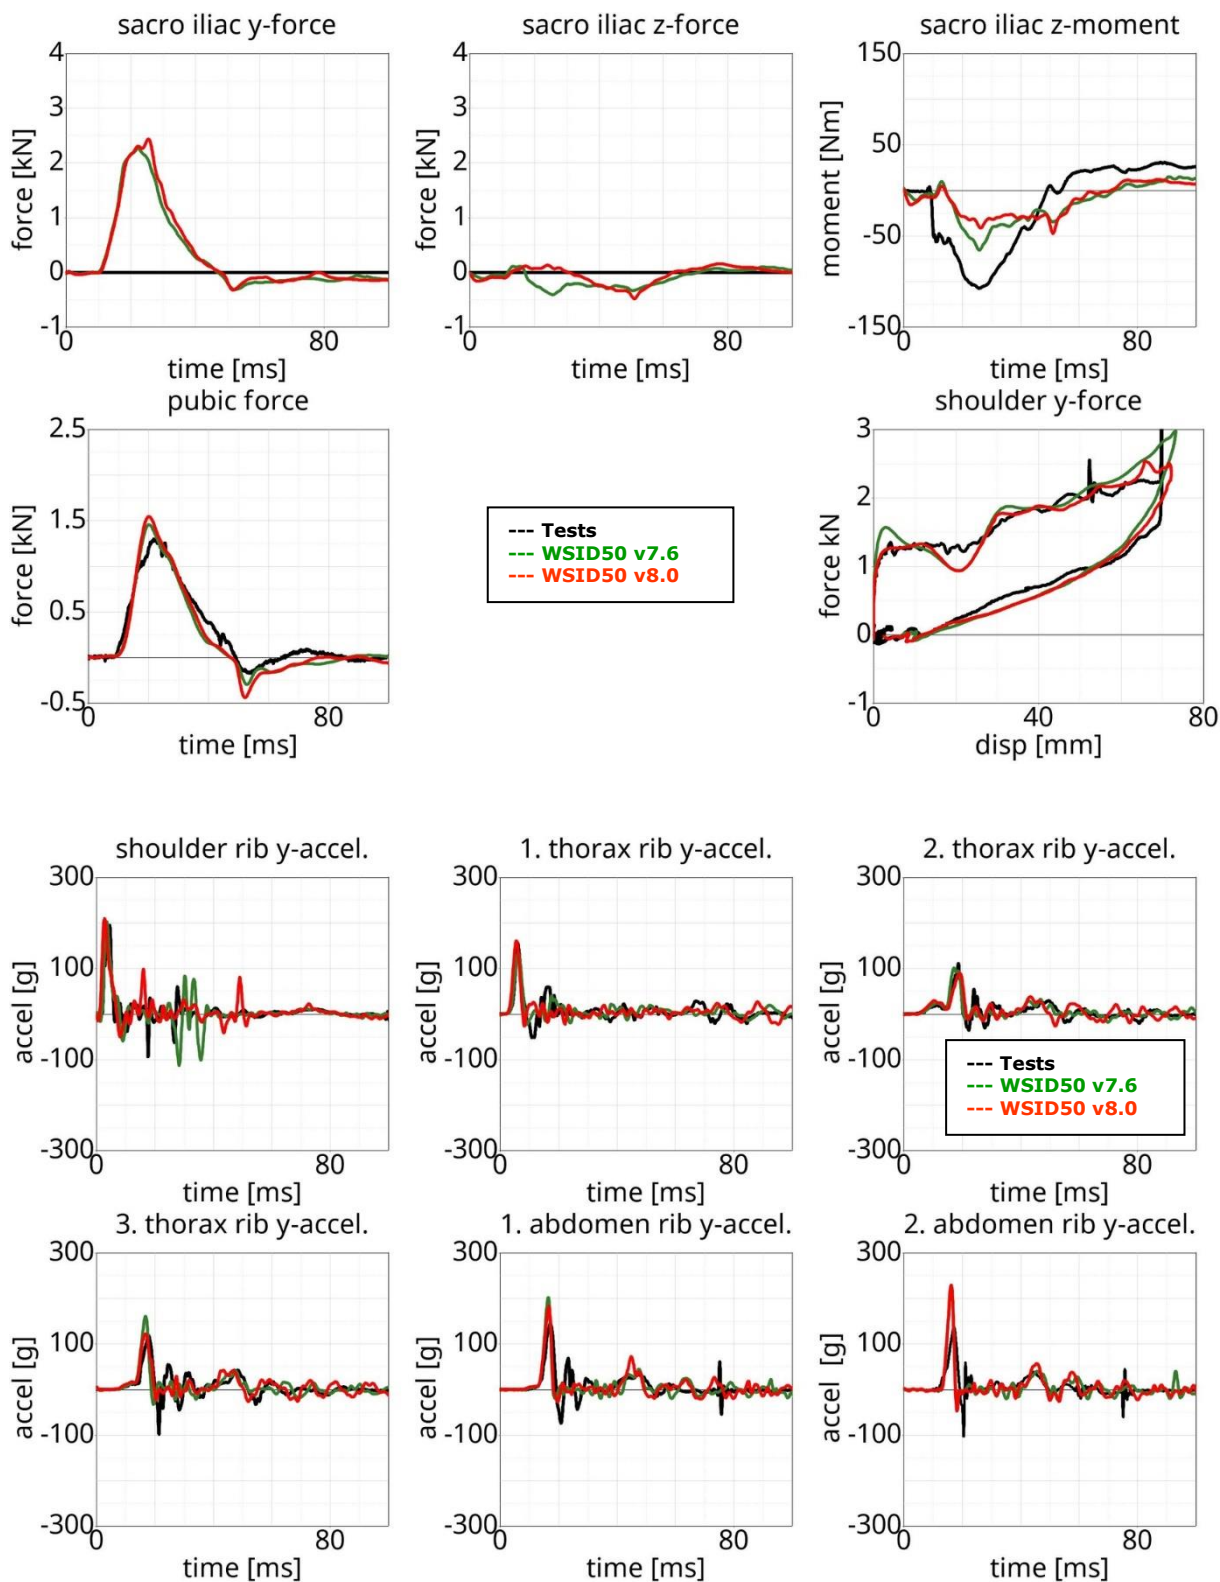 sacro iliac y-force
sacro iliac z-force
sacro iliac z-moment
force [kN]
4
3
2
1
0
-1
0
80
time [ms]
force [kN]
4
3
2
1
0
-1
0
80
time [ms]
moment [Nm]
150
50
-50
-150
0
80
time [ms]
pubic force
shoulder y-force
force [kN]
2.5
1.5
0.5
-0.5
0
80
time [ms]
--- Tests
--- WSID50 v7.6
--- WSID50 v8.0
force kN
3
2
1
0
-1
0
40
80
disp [mm]
shoulder rib y-accel.
1. thorax rib y-accel.
2. thorax rib y-accel.
accel [g]
300
100
-100
-300
0
80
time [ms]
accel [g]
300
100
-100
-300
0
80
time [ms]
accel [g]
300
100
-100
-300
0
80
time [ms]
--- Tests
--- WSID50 v7.6
--- WSID50 v8.0
3. thorax rib y-accel.
1. abdomen rib y-accel.
2. abdomen rib y-accel.
accel [g]
300
100
-100
-300
0
80
time [ms]
accel [g]
300
100
-100
-300
0
80
time [ms]
accel [g]
300
100
-100
-300
0
80
time [ms]